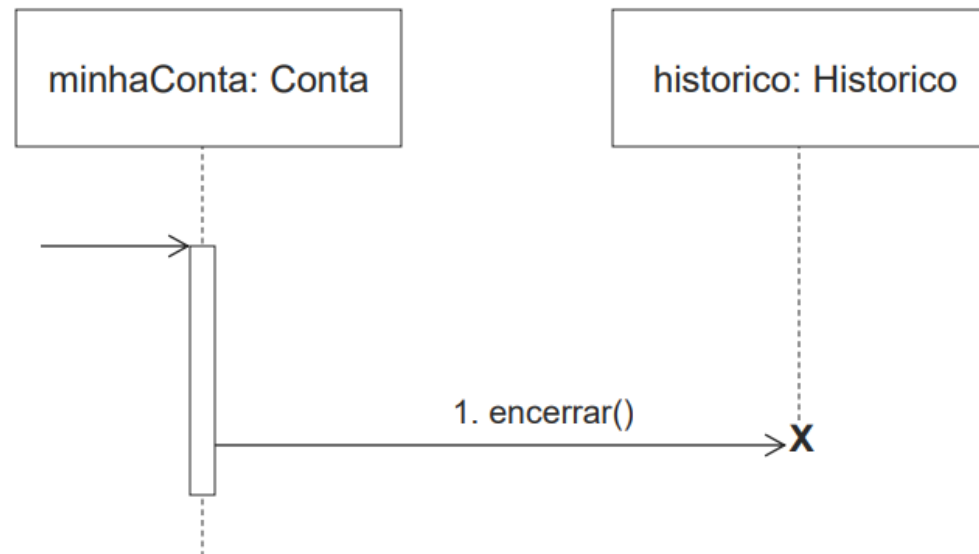 minhaConta: Conta
historico: Historico
1. encerrar()
X